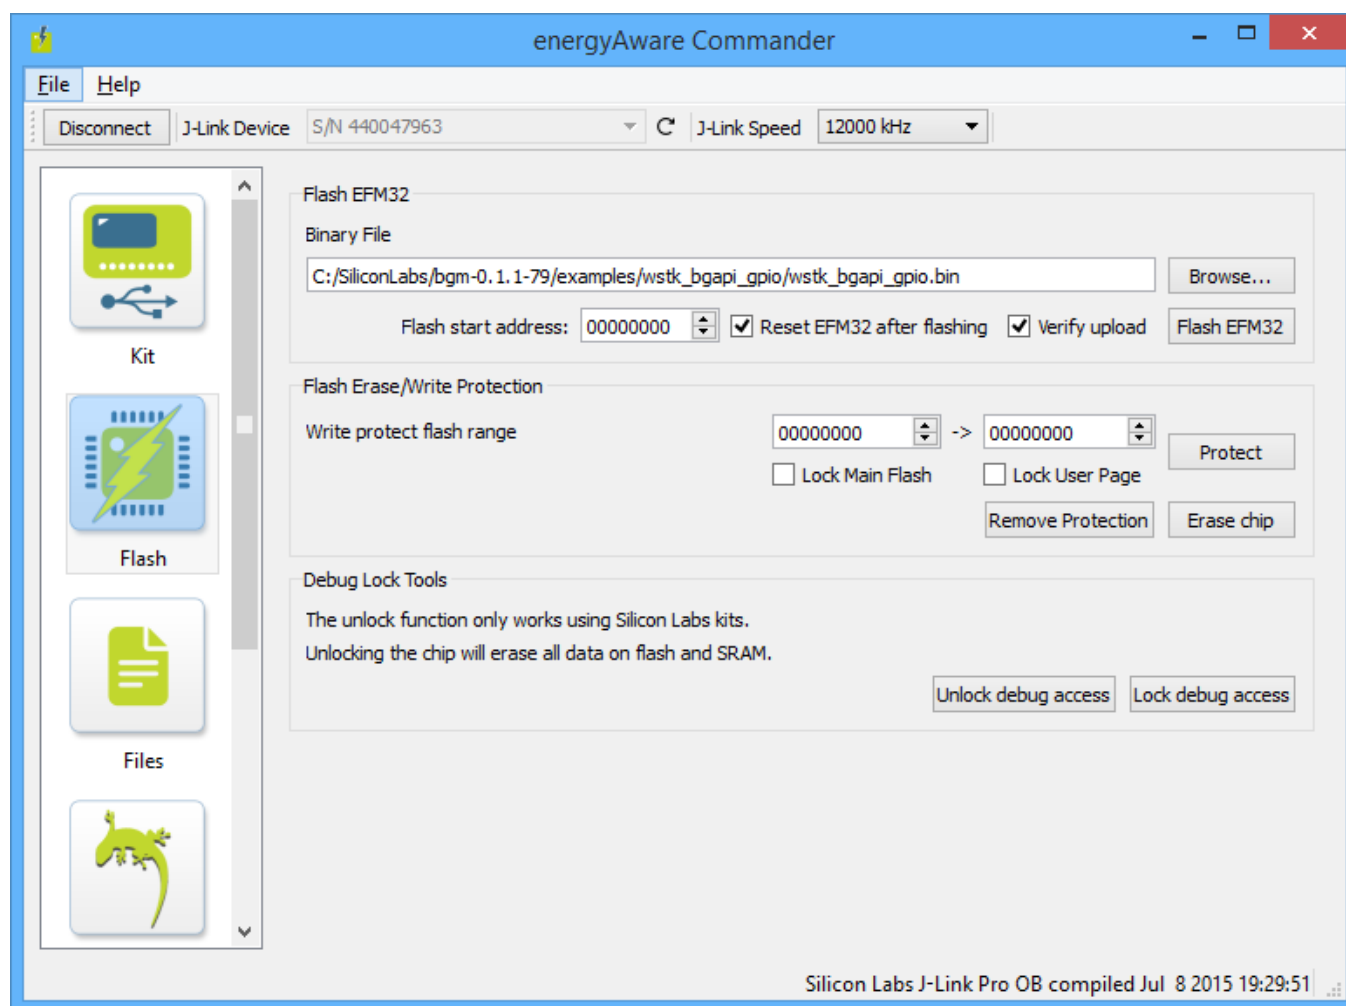 energyAware Commander
File Help
Disconnect J-Link Device S/N 440047963 J-Link Speed 12000 kHz
Kit
Flash
Files
Flash EFM32
Binary File
C:/SiliconLabs/bgm-0.1.1-79/examples/wstk_bgapi_gpio/wstk_bgapi_gpio.bin Browse...
Flash start address: 00000000 Reset EFM32 after flashing Verify upload Flash EFM32
Flash Erase/Write Protection
Write protect flash range 00000000 -> 00000000 Protect
Lock Main Flash Lock User Page
Remove Protection Erase chip
Debug Lock Tools
The unlock function only works using Silicon Labs kits.
Unlocking the chip will erase all data on flash and SRAM.
Unlock debug access Lock debug access
Silicon Labs J-Link Pro OB compiled Jul 8 2015 19:29:51